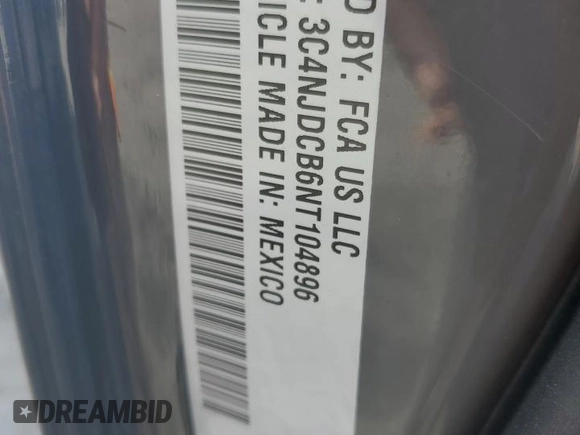 D BY: FCA US LLC
: 3C4NJDCB6NT104896
ICLE MADE IN: MEXICO
DREAMBID